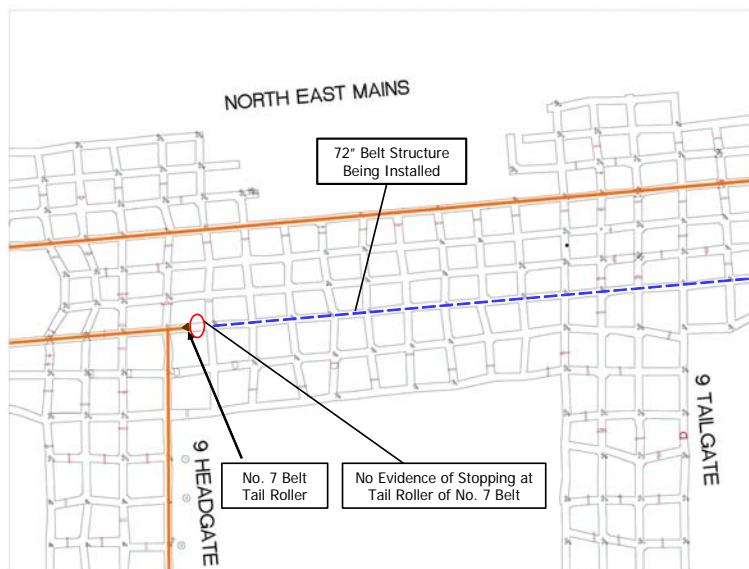 NORTH EAST MAINS
72" Belt Structure
Being Installed
9 HEADGATE
9 TAILGATE
No. 7 Belt
Tail Roller
No Evidence of Stopping at
Tail Roller of No. 7 Belt